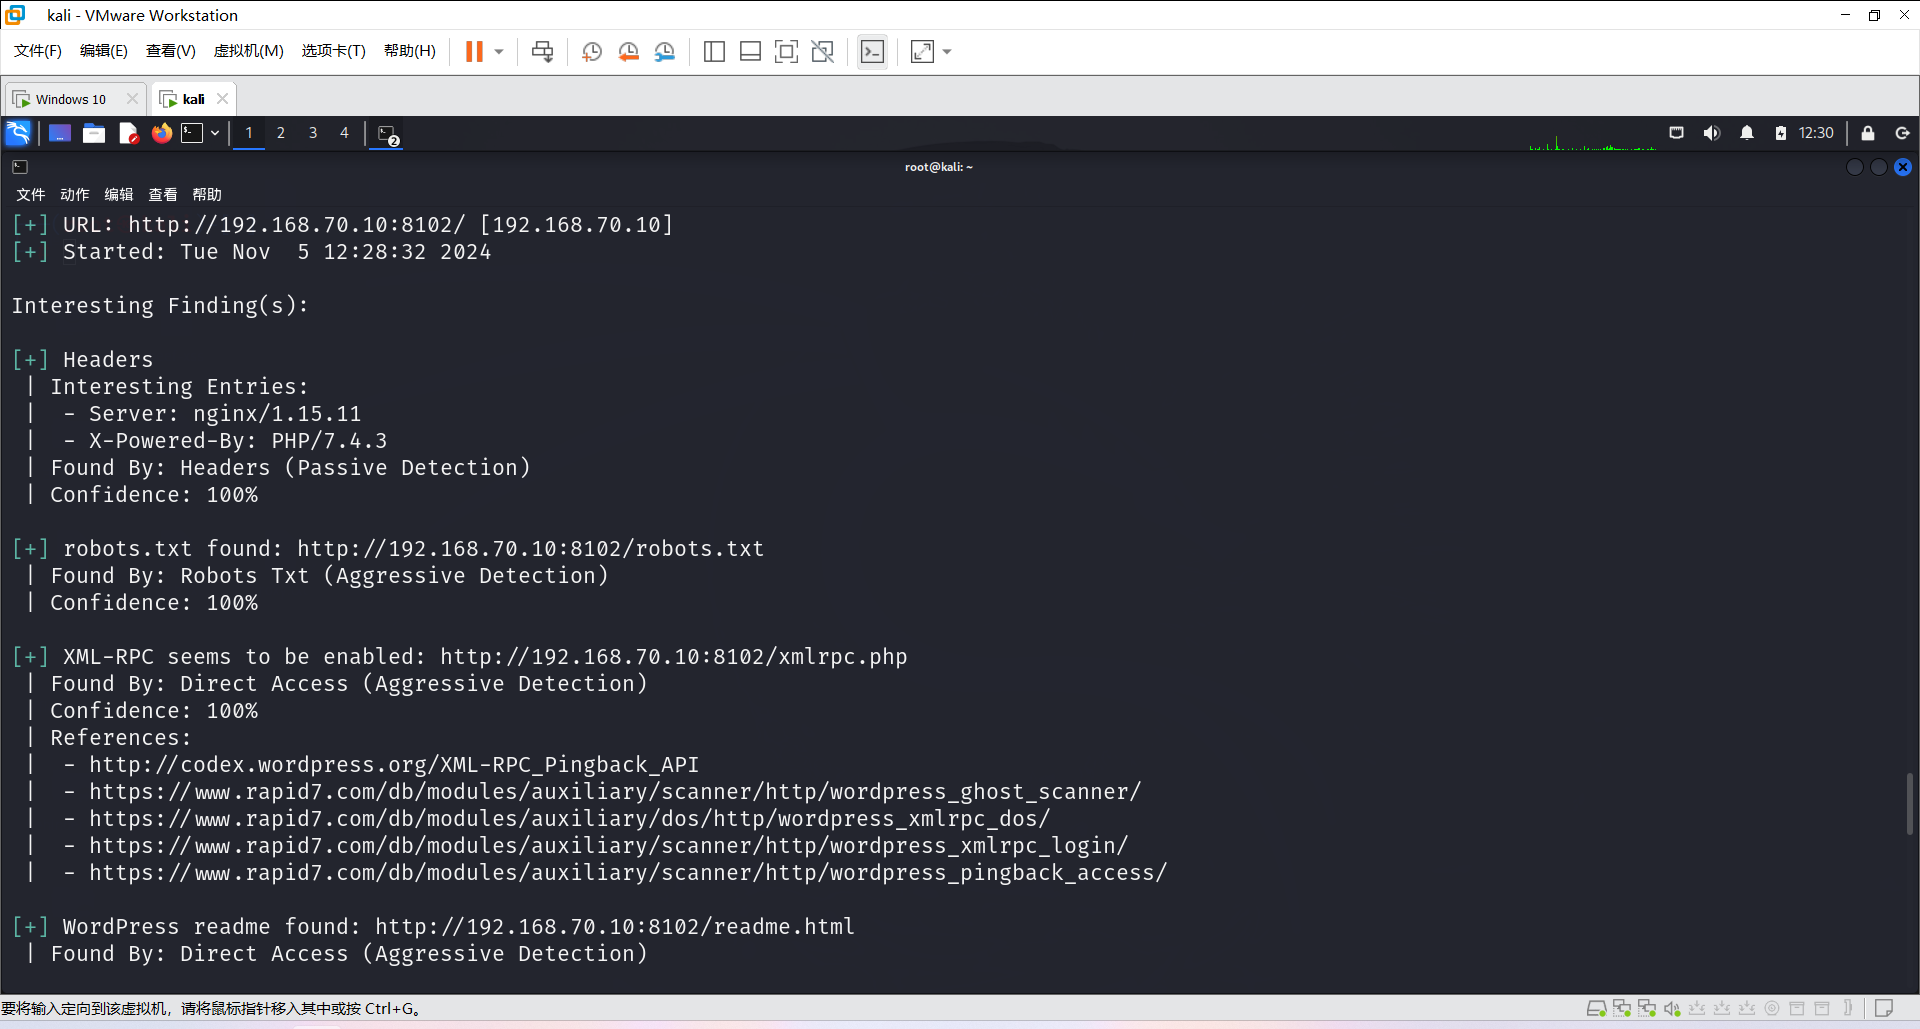 kali - VMware Workstation
文件(F) 编辑(E) 查看(V) 虚拟机(M) 选项卡(T) 帮助(H)
Windows 10 kali
1 2 3 4 2 12:30
root@kali: ~
文件 动作 编辑 查看 帮助
[+] URL: http://192.168.70.10:8102/ [192.168.70.10]
[+] Started: Tue Nov  5 12:28:32 2024
Interesting Finding(s):
[+] Headers
| Interesting Entries:
|  - Server: nginx/1.15.11
|  - X-Powered-By: PHP/7.4.3
| Found By: Headers (Passive Detection)
| Confidence: 100%
[+] robots.txt found: http://192.168.70.10:8102/robots.txt
| Found By: Robots Txt (Aggressive Detection)
| Confidence: 100%
[+] XML-RPC seems to be enabled: http://192.168.70.10:8102/xmlrpc.php
| Found By: Direct Access (Aggressive Detection)
| Confidence: 100%
| References:
|  - http://codex.wordpress.org/XML-RPC_Pingback_API
|  - https://www.rapid7.com/db/modules/auxiliary/scanner/http/wordpress_ghost_scanner/
|  - https://www.rapid7.com/db/modules/auxiliary/dos/http/wordpress_xmlrpc_dos/
|  - https://www.rapid7.com/db/modules/auxiliary/scanner/http/wordpress_xmlrpc_login/
|  - https://www.rapid7.com/db/modules/auxiliary/scanner/http/wordpress_pingback_access/
[+] WordPress readme found: http://192.168.70.10:8102/readme.html
| Found By: Direct Access (Aggressive Detection)
要将输入定向到该虚拟机，请将鼠标指针移入其中或按 Ctrl+G。